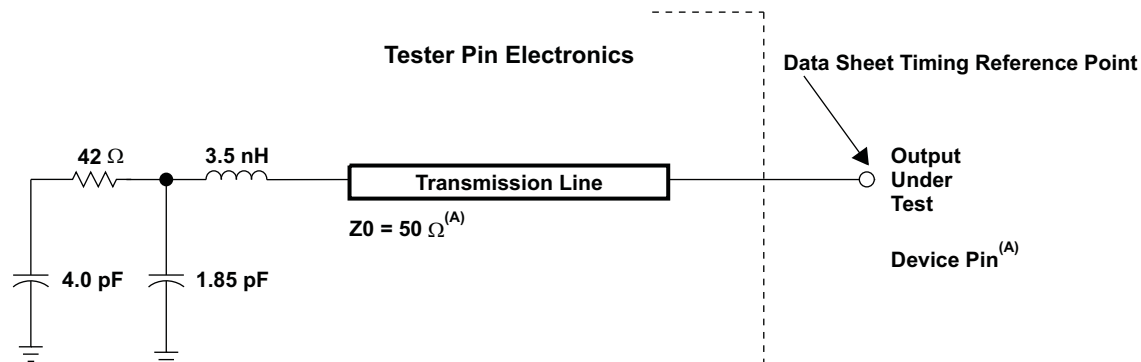 Tester Pin Electronics
Data Sheet Timing Reference Point
42 Ω
3.5 nH
Transmission Line
Output
Under
Test
Z0 = 50 Ω(A)
Device Pin(A)
4.0 pF
1.85 pF